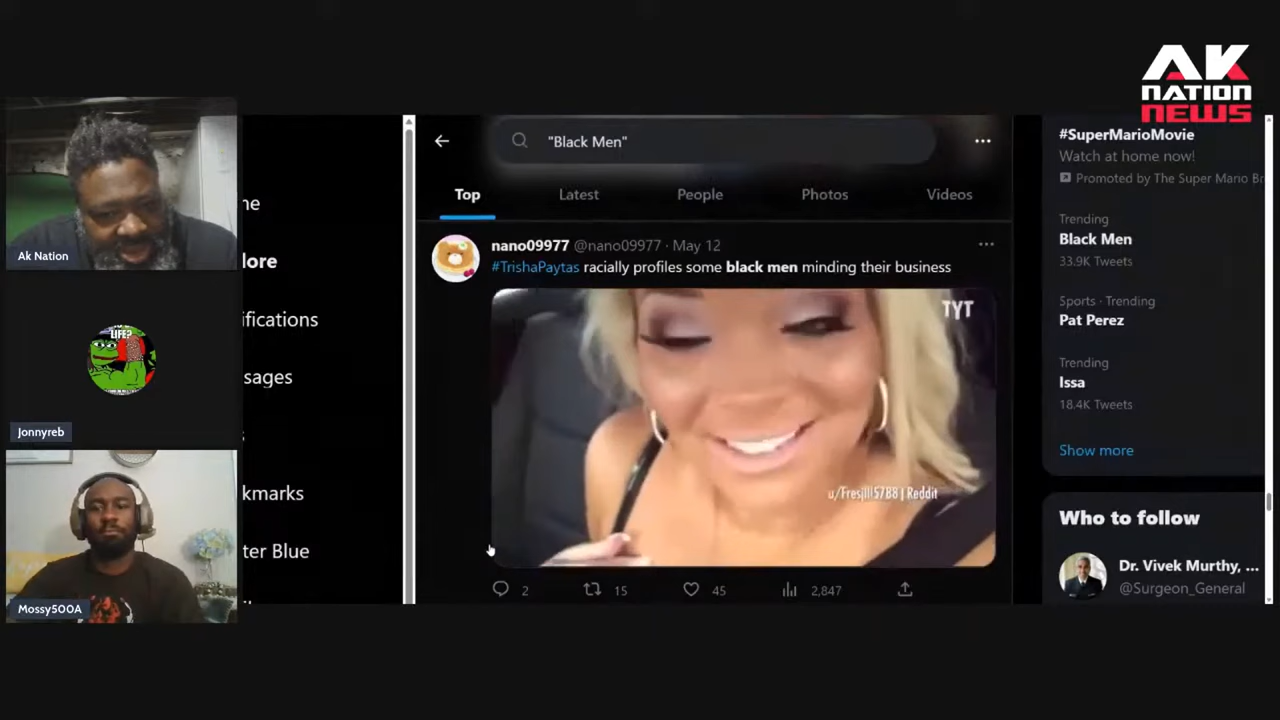 AK
NATION
NEWS
Ak Nation
LIFE?
Jonnyreb
Mossy500A
ne
lore
ifications
sages
kmarks
ter Blue
"Black Men"
Top
Latest
People
Photos
Videos
nano09977 @nano09977 · May 12
#TrishaPaytas racially profiles some black men minding their business
TYT
u/Fresjlll5788 | Reddit
2
15
45
2,847
#SuperMarioMovie
Watch at home now!
Promoted by The Super Mario Br
Trending
Black Men
33.9K Tweets
Sports · Trending
Pat Perez
Trending
Issa
18.4K Tweets
Show more
Who to follow
Dr. Vivek Murthy, ...
@Surgeon_General